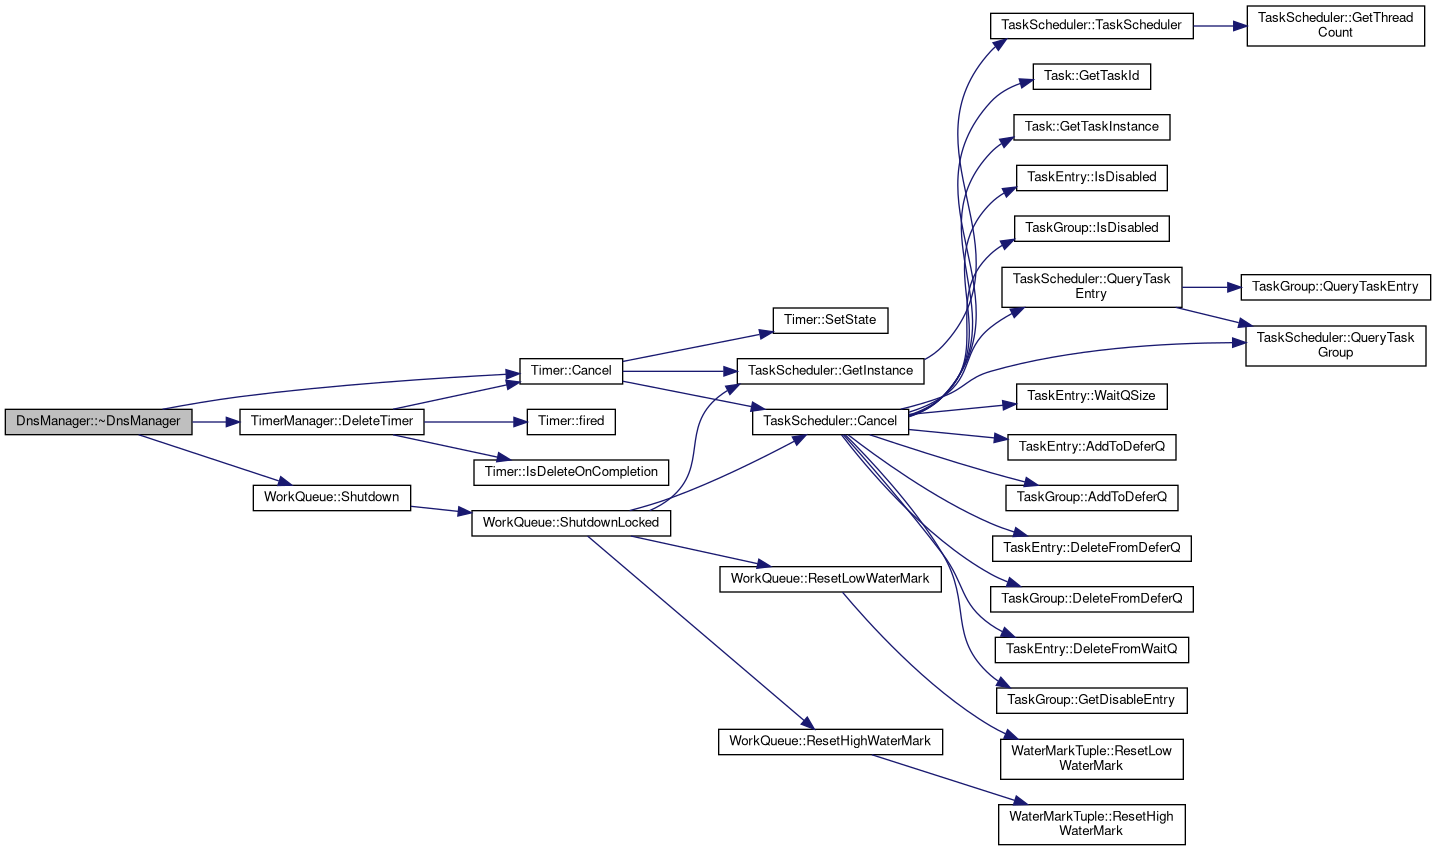 DnsManager::~DnsManager
TimerManager::DeleteTimer
WorkQueue::Shutdown
Timer::Cancel
Timer::fired
Timer::IsDeleteOnCompletion
WorkQueue::ShutdownLocked
Timer::SetState
TaskScheduler::GetInstance
TaskScheduler::Cancel
WorkQueue::ResetLowWaterMark
WorkQueue::ResetHighWaterMark
TaskScheduler::TaskScheduler
Task::GetTaskId
Task::GetTaskInstance
TaskEntry::IsDisabled
TaskGroup::IsDisabled
TaskScheduler::QueryTask
Entry
TaskEntry::WaitQSize
TaskEntry::AddToDeferQ
TaskGroup::AddToDeferQ
TaskEntry::DeleteFromDeferQ
TaskGroup::DeleteFromDeferQ
TaskEntry::DeleteFromWaitQ
TaskGroup::GetDisableEntry
WaterMarkTuple::ResetLow
WaterMark
WaterMarkTuple::ResetHigh
WaterMark
TaskScheduler::GetThread
Count
TaskGroup::QueryTaskEntry
TaskScheduler::QueryTask
Group